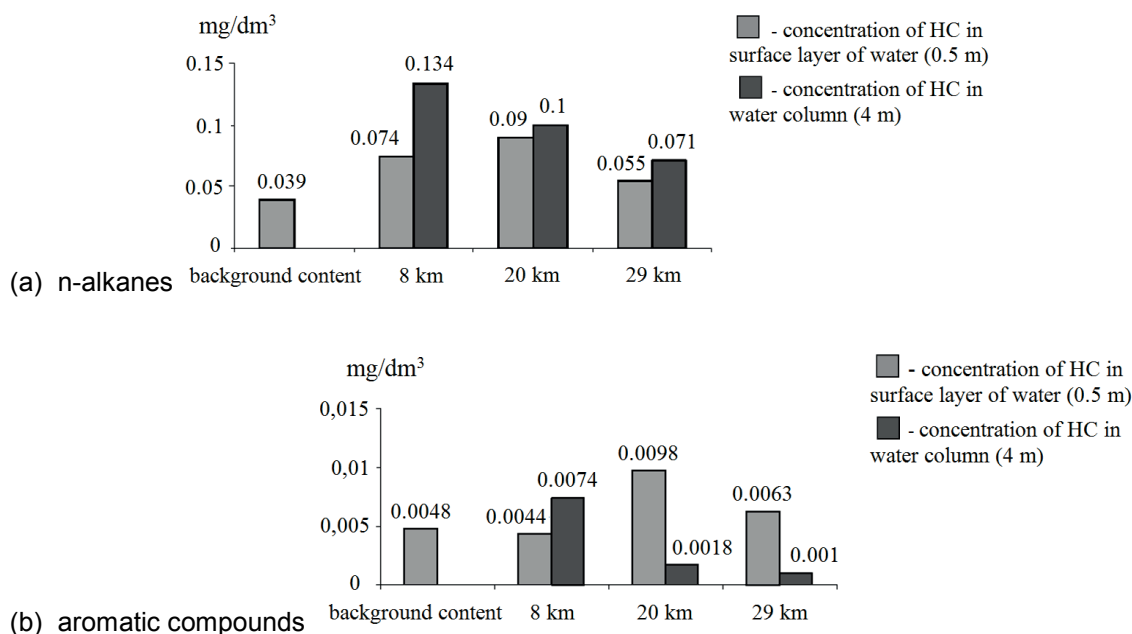 mg/dm³
0.15
0.1
0.05
0
0.039
0.074
0.134
0.09
0.1
0.055
0.071
background content
8 km
20 km
29 km
- concentration of HC in
surface layer of water (0.5 m)
- concentration of HC in
water column (4 m)
(a) n-alkanes
mg/dm³
0,015
0,01
0,005
0
0.0048
0.0044
0.0074
0.0098
0.0018
0.0063
0.001
background content
8 km
20 km
29 km
- concentration of HC in
surface layer of water (0.5 m)
- concentration of HC in
water column (4 m)
(b) aromatic compounds